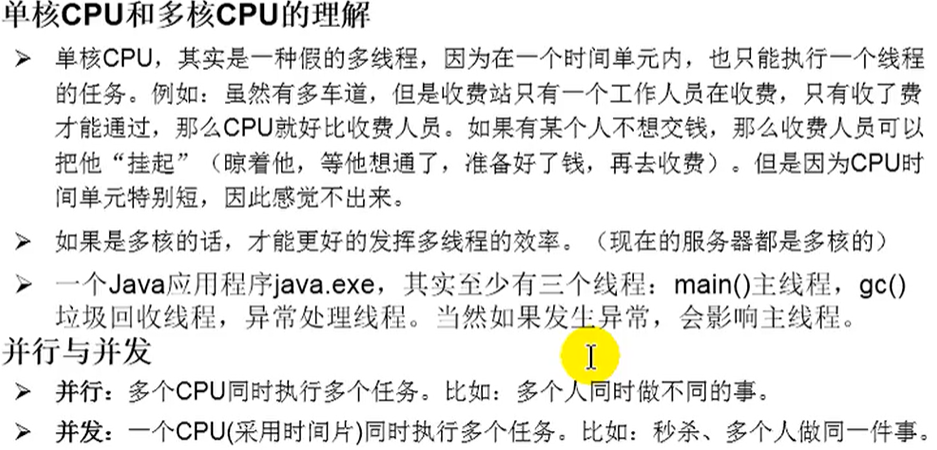 单核CPU和多核CPU的理解
➢ 单核CPU，其实是一种假的多线程，因为在一个时间单元内，也只能执行一个线程
的任务。例如：虽然有多车道，但是收费站只有一个工作人员在收费，只有收了费
才能通过，那么CPU就好比收费人员。如果有某个人不想交钱，那么收费人员可以
把他“挂起”（晾着他，等他想通了，准备好了钱，再去收费）。但是因为CPU时
间单元特别短，因此感觉不出来。
➢ 如果是多核的话，才能更好的发挥多线程的效率。（现在的服务器都是多核的）
➢ 一个Java应用程序java.exe，其实至少有三个线程：main()主线程，gc()
垃圾回收线程，异常处理线程。当然如果发生异常，会影响主线程。
并行与并发
➢ 并行：多个CPU同时执行多个任务。比如：多个人同时做不同的事。
➢ 并发：一个CPU(采用时间片)同时执行多个任务。比如：秒杀、多个人做同一件事。